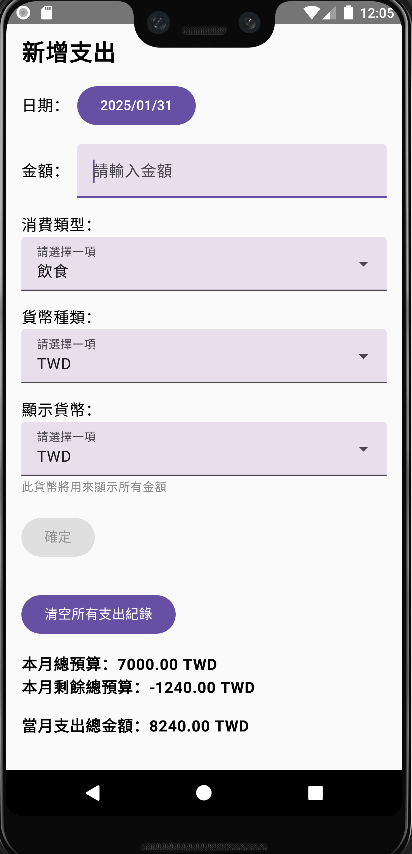 12:05
新增支出
日期:
2025/01/31
金額:
請輸入金額
消費類型:
請選擇一項
飲食
貨幣種類:
請選擇一項
TWD
顯示貨幣:
請選擇一項
TWD
此貨幣將用來顯示所有金額
確定
清空所有支出紀錄
本月總預算: 7000.00 TWD
本月剩餘總預算: -1240.00 TWD
當月支出總金額: 8240.00 TWD